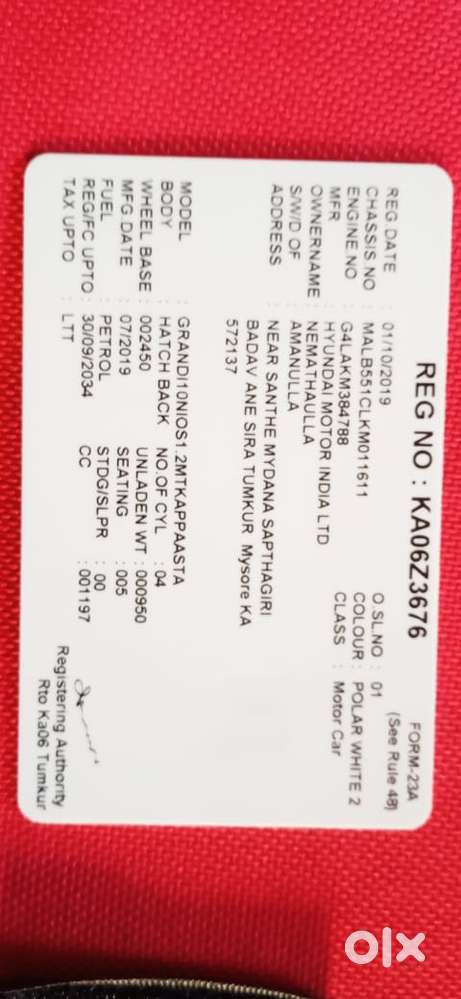 FORM-23A
(See Rule 48)
REG NO : KA06Z3676
REG DATE : 01/10/2019 O.SL.NO : 01
CHASSIS NO : MALB551CLKM011611 COLOUR : POLAR WHITE 2
ENGINE NO : G4LAKM384788 CLASS : Motor Car
MFR : HYUNDAI MOTOR INDIA LTD
OWNERNAME : NEMATHAULLA
S/W/D OF : AMANULLA
ADDRESS : NEAR SANTHE MYDANA SAPTHAGIRI
BADAV ANE SIRA TUMKUR Mysore KA
572137
MODEL : GRANDI10NIOS1.2MTKAPPAASTA
BODY : HATCH BACK NO.OF CYL : 04
WHEEL BASE : 002450 UNLADEN WT : 000950
MFG DATE : 07/2019 SEATING : 005
FUEL : PETROL STDG/SLPR : 00
REG/FC UPTO : 30/09/2034 CC : 001197
TAX UPTO : LTT
Registering Authority
Rto Ka06 Tumkur
olx